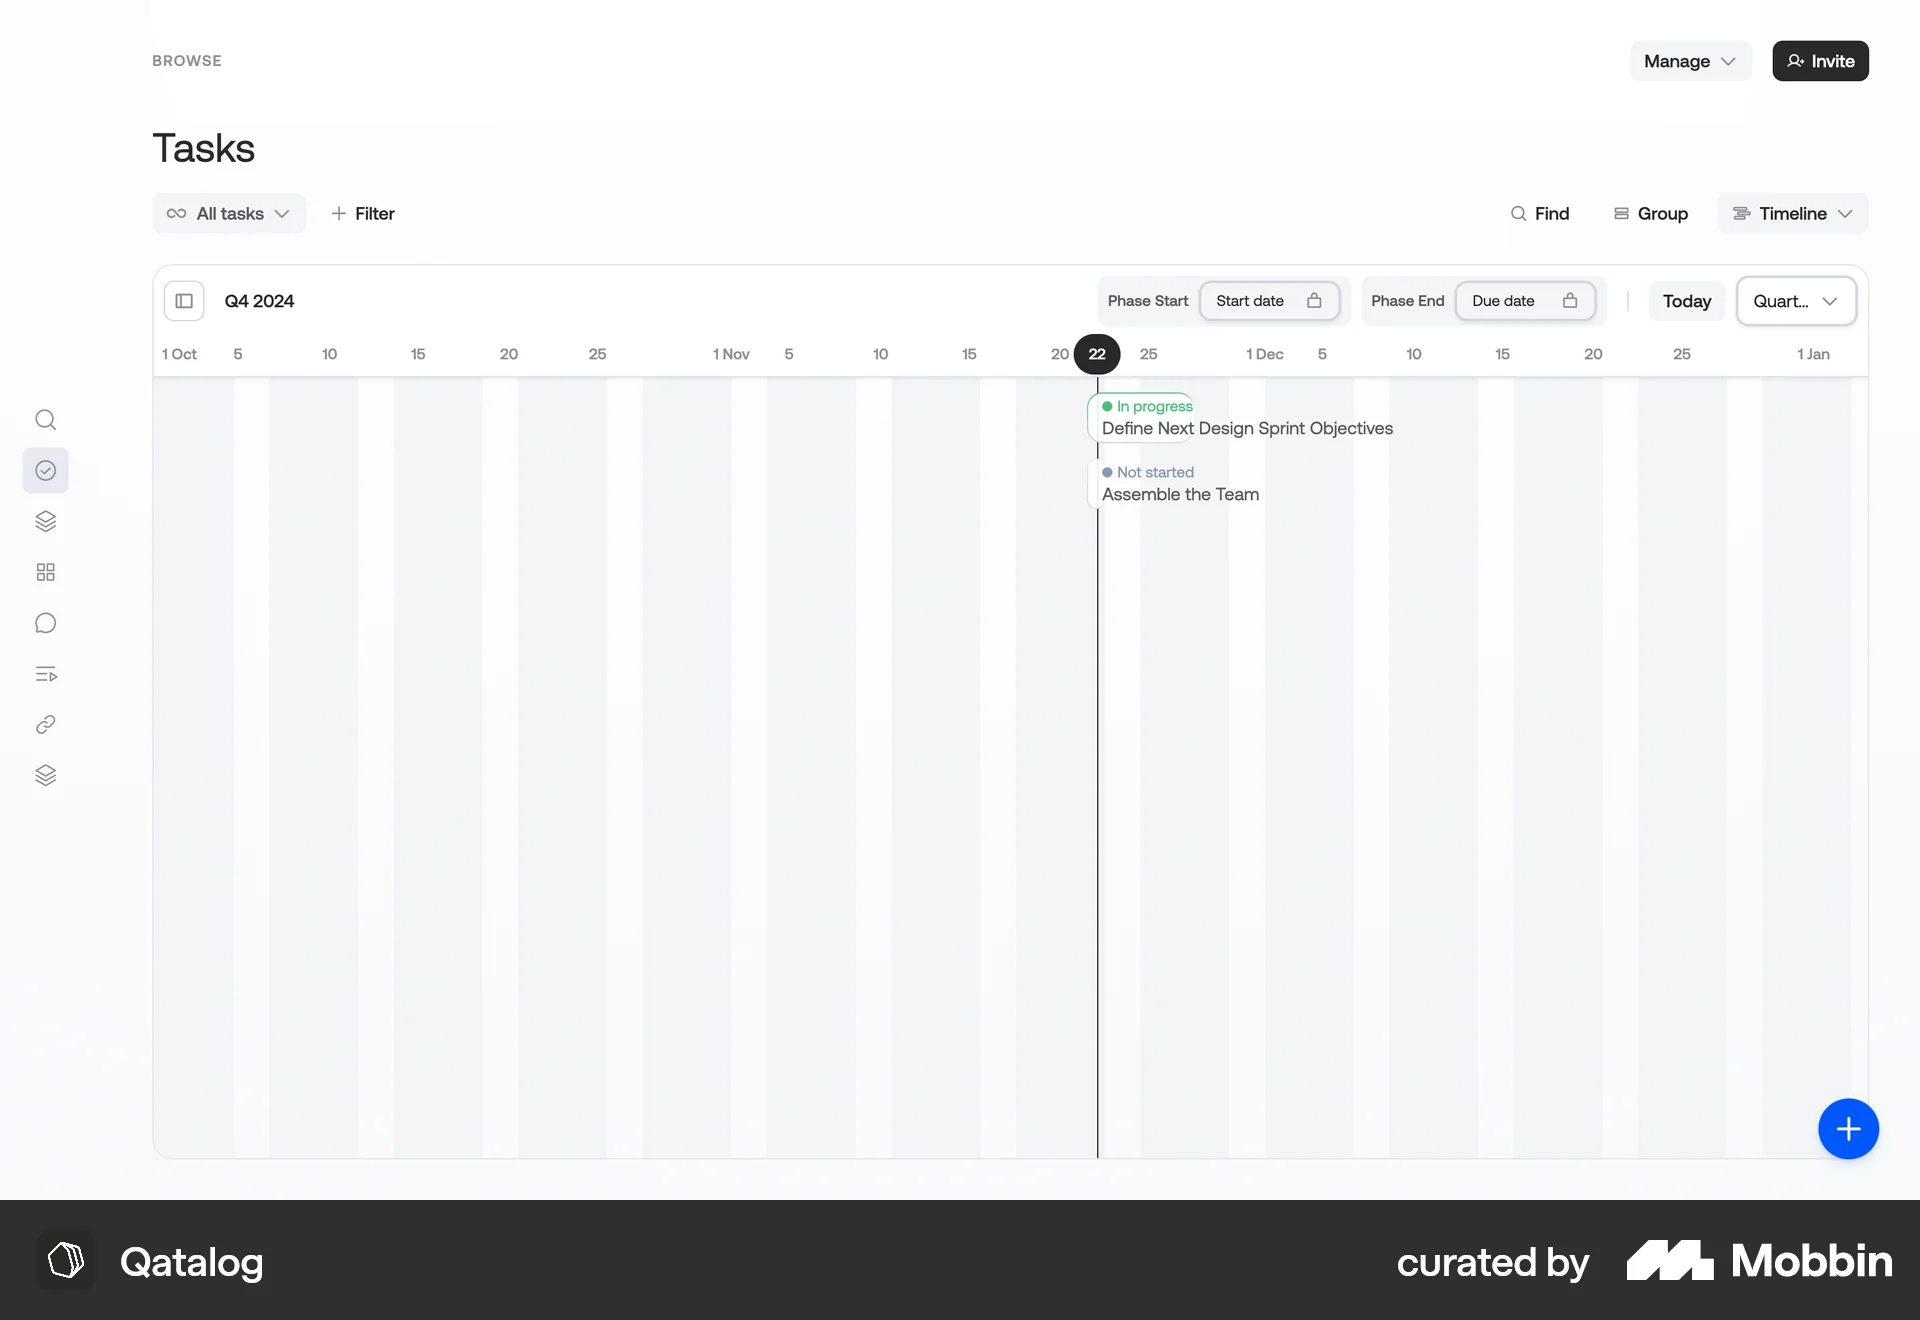 BROWSE
Manage
Invite
Tasks
All tasks
Filter
Find
Group
Timeline
Q4 2024
Phase Start
Start date
Phase End
Due date
Today
Quart...
1 Oct 5 10 15 20 25 1 Nov 5 10 15 20 22 25 1 Dec 5 10 15 20 25 1 Jan
In progress
Define Next Design Sprint Objectives
Not started
Assemble the Team
Qatalog
curated by
Mobbin